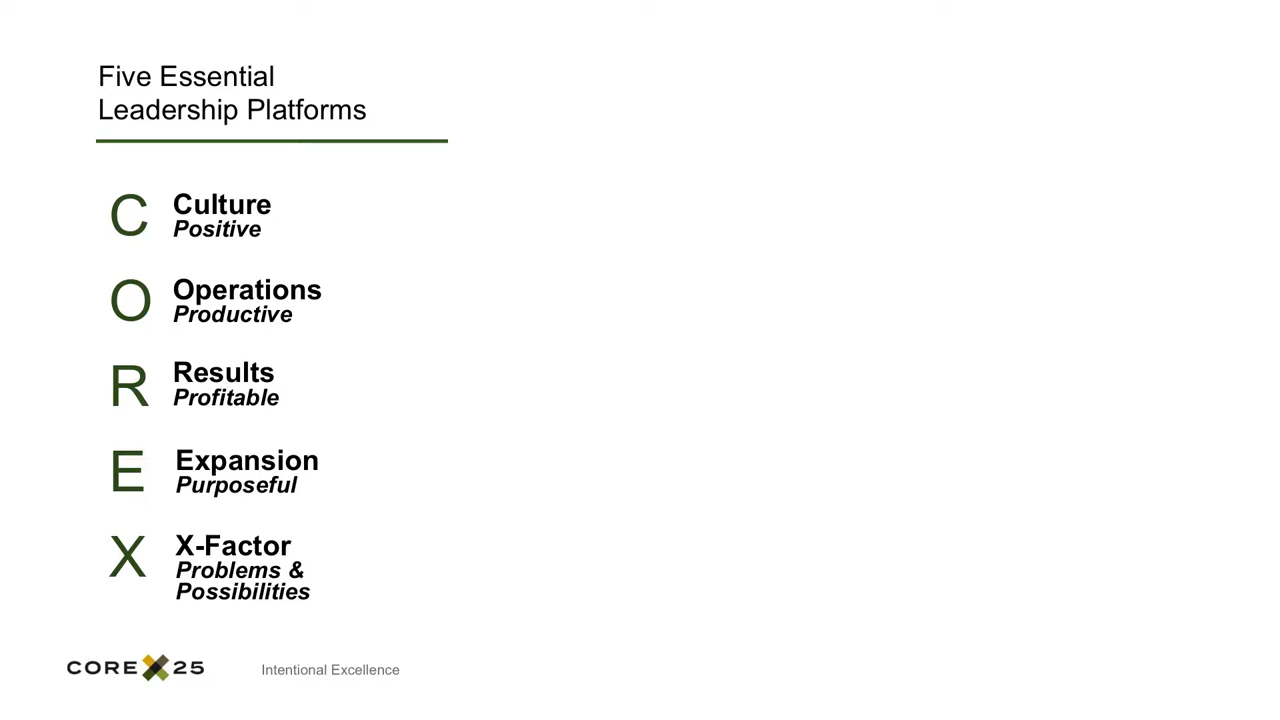 Five Essential
Leadership Platforms
C
Culture
Positive
O
Operations
Productive
R
Results
Profitable
E
Expansion
Purposeful
X
X-Factor
Problems &
Possibilities
CORE X 25
Intentional Excellence